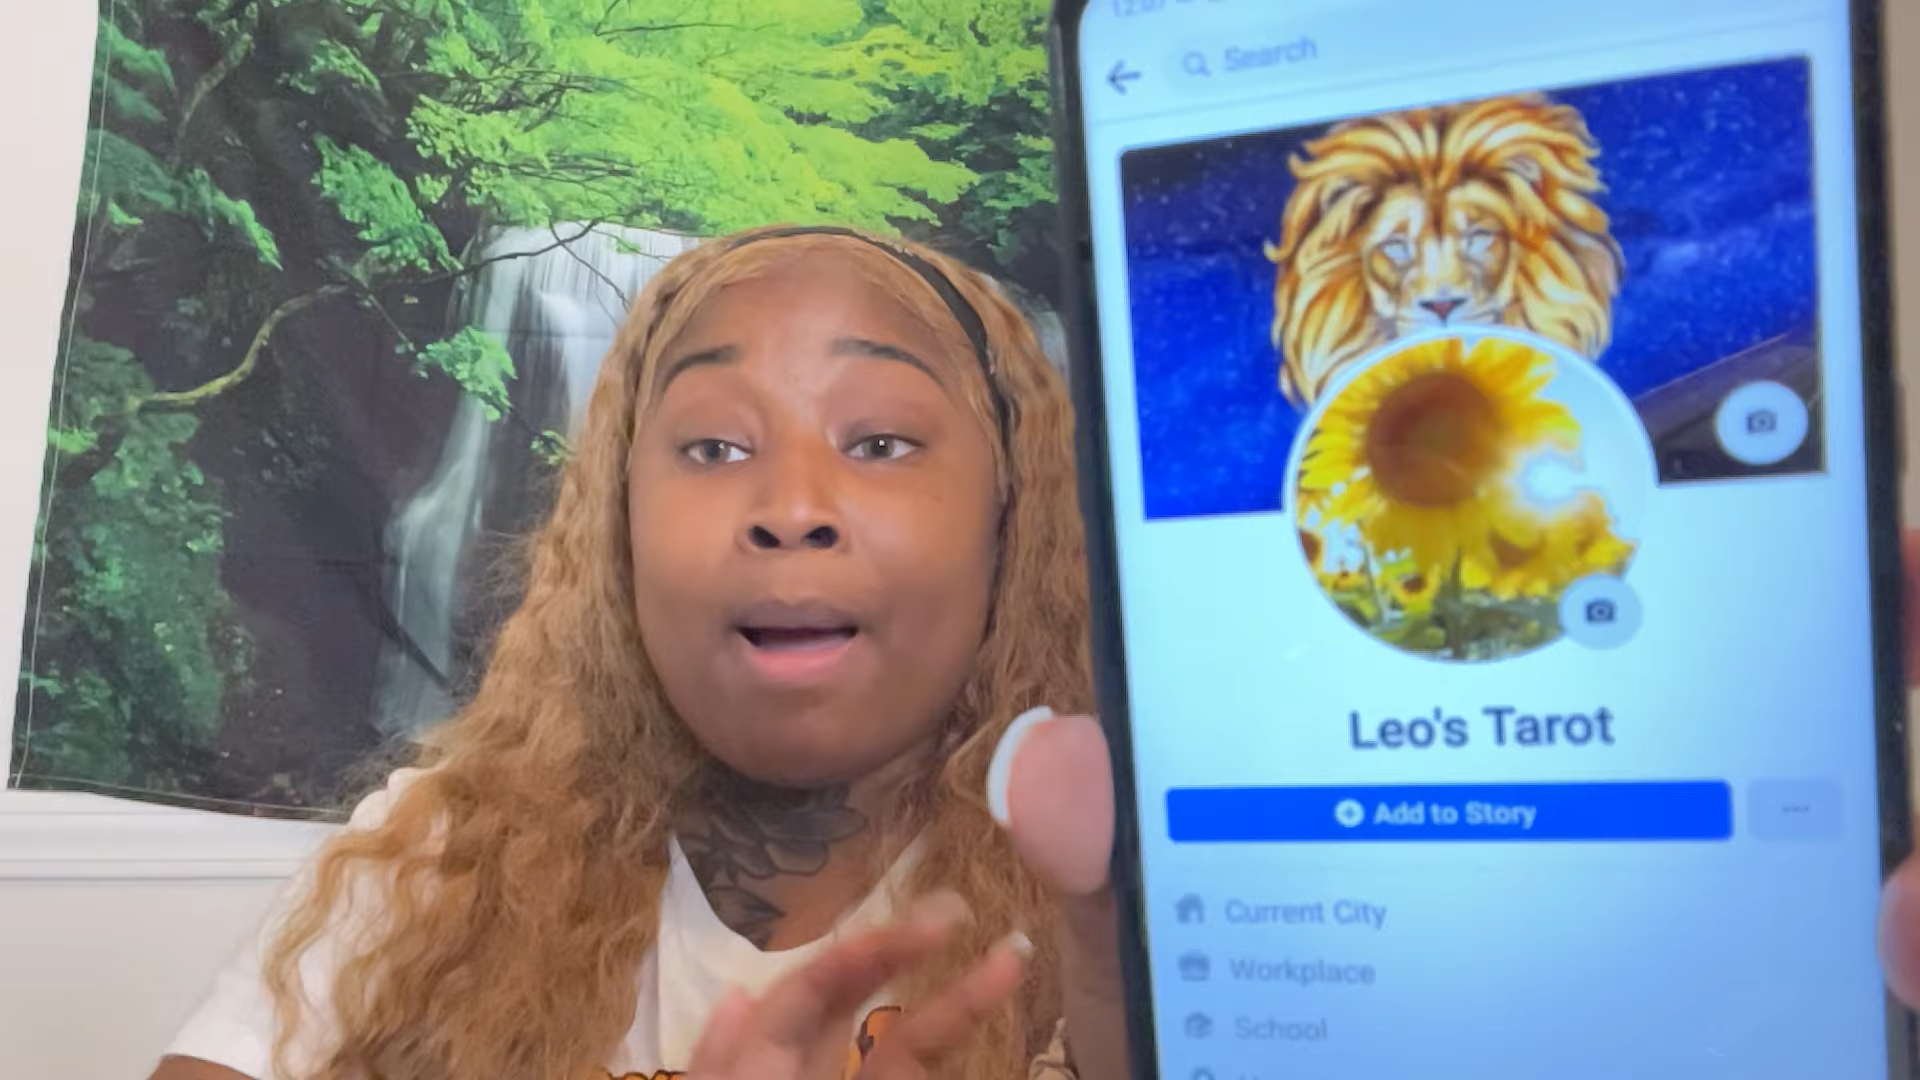 Search
Leo's Tarot
Add to Story
Current City
Workplace
School